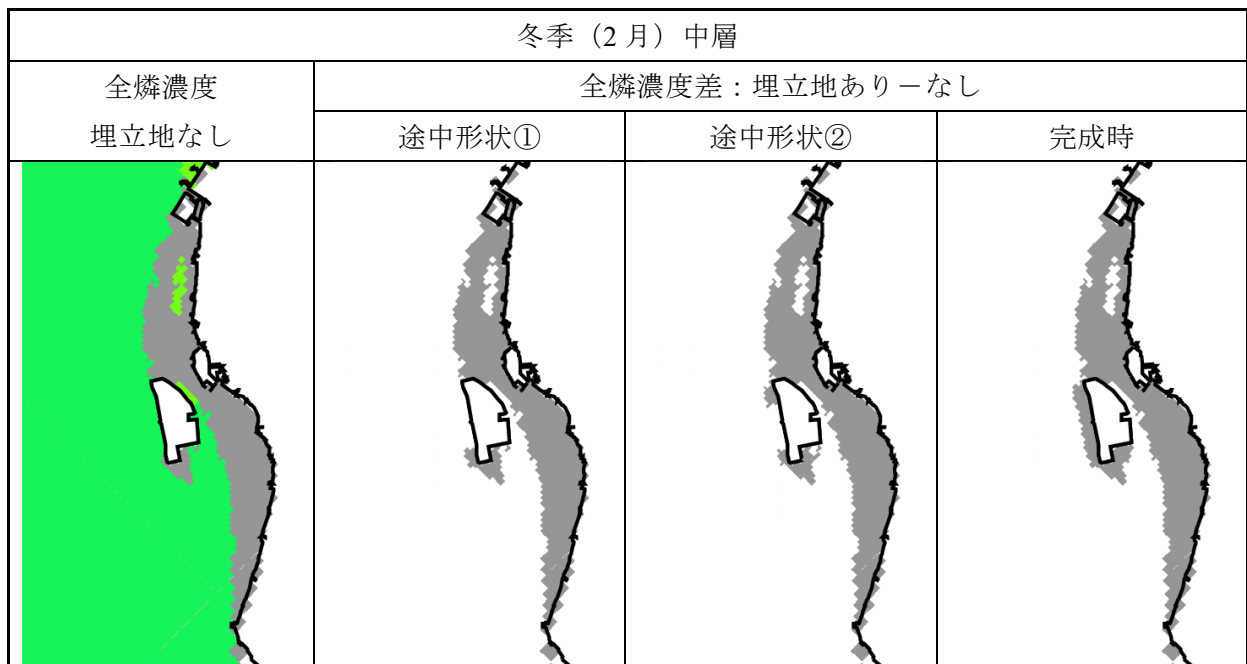 冬季（2月）中層
全燐濃度
埋立地なし
全燐濃度差：埋立地あり－なし
途中形状①
途中形状②
完成時